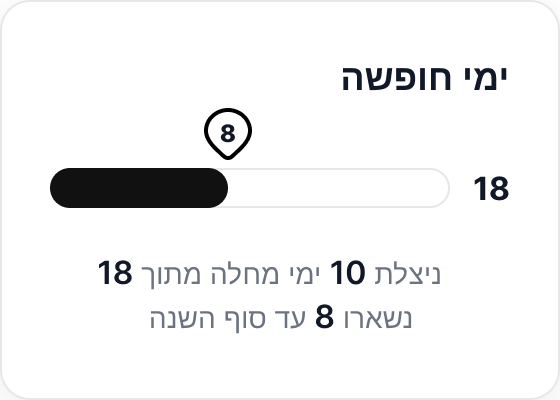 ימי חופשה
8
18
ניצלת 10 ימי מחלה מתוך 18
נשארו 8 עד סוף השנה